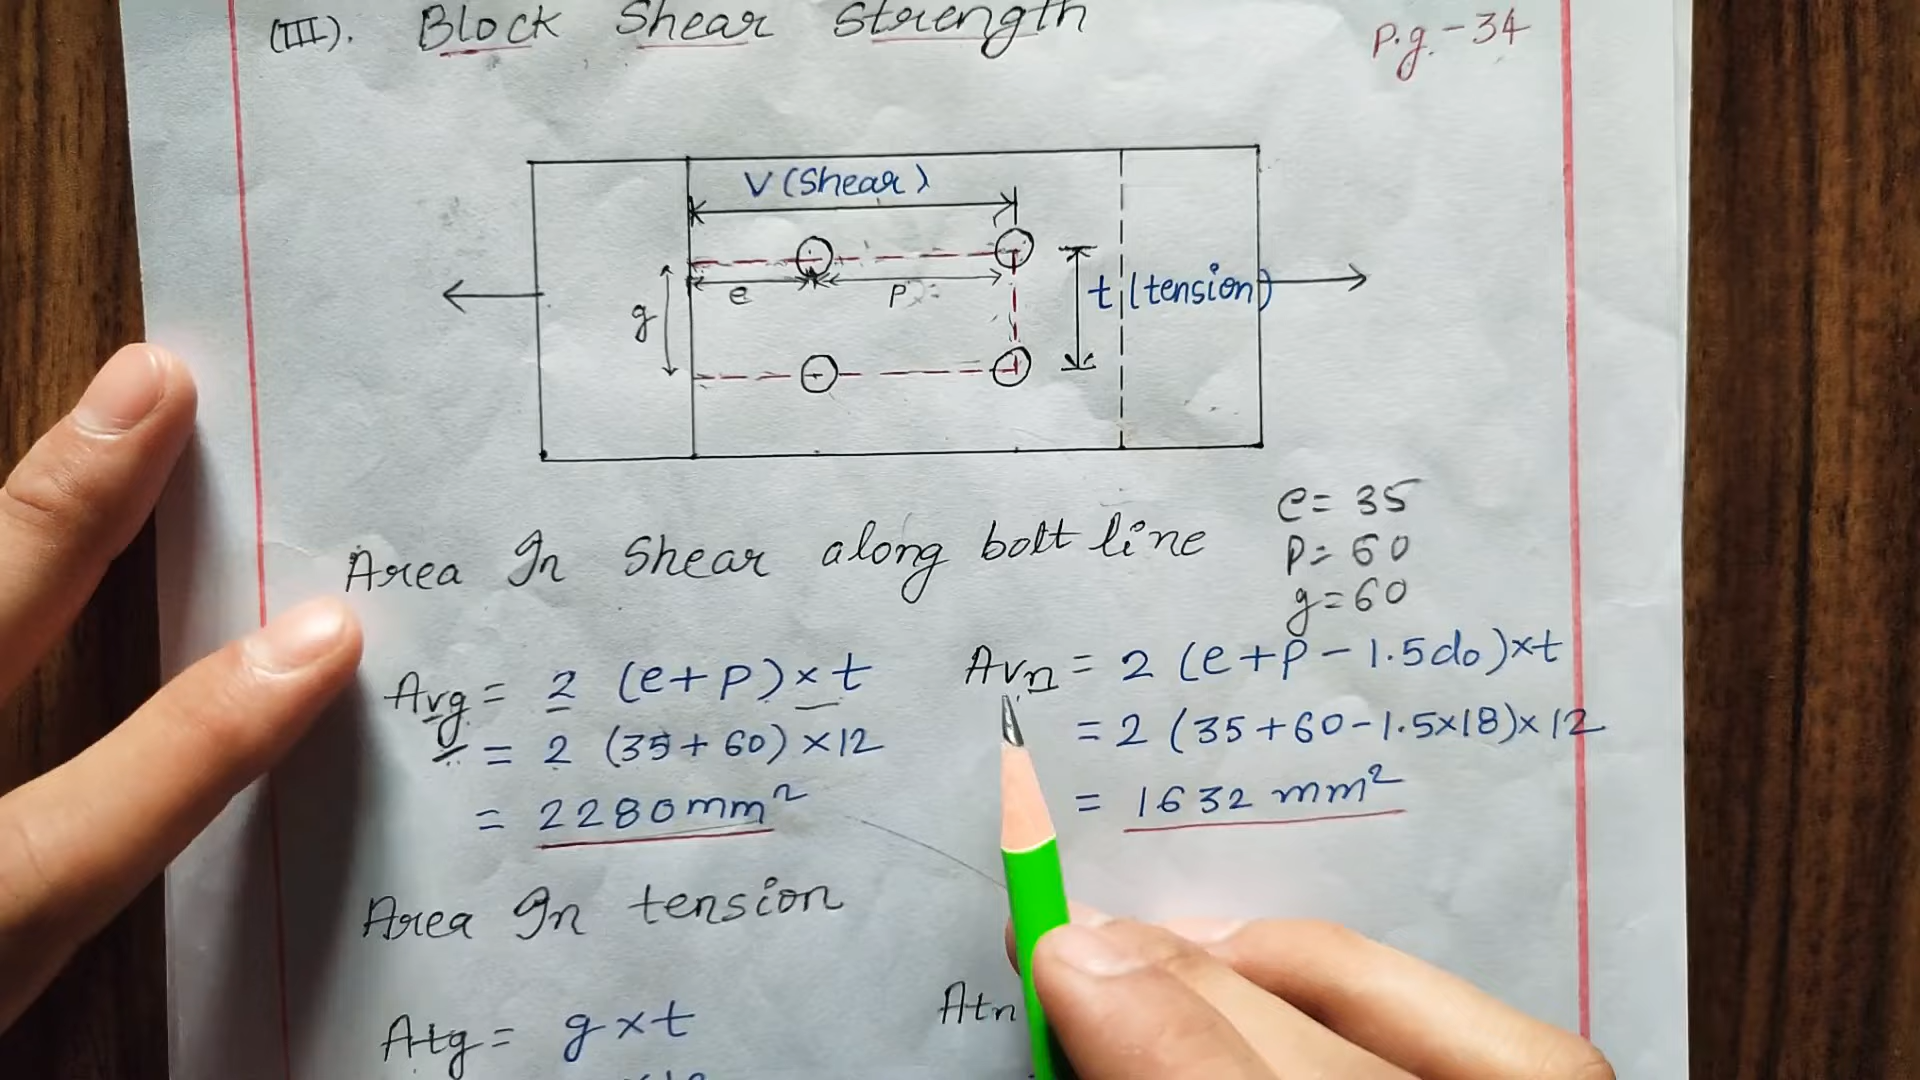 (III). Block Shear Strength
P.g.-34
V (Shear)
e
P
g
t (tension)
e= 35
P= 60
g=60
Area In Shear along bolt line
Avg = 2 (e+P)×t
= 2 (35+60)×12
= 2280mm²
Avn = 2 (e+P-1.5do)×t
= 2 (35+60-1.5×18)×12
= 1632 mm²
Area In tension
Atg = g×t
Atn